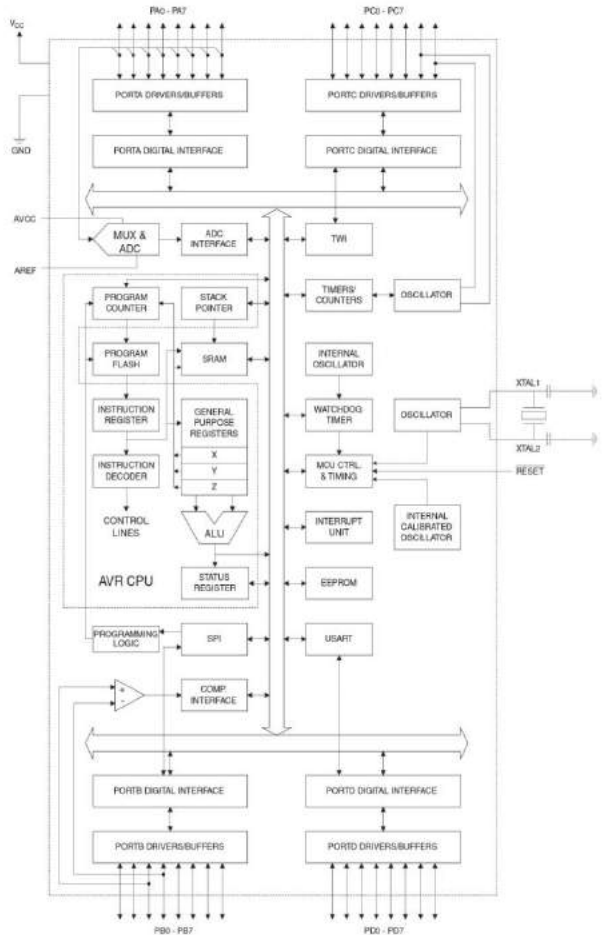 PA0 - PA7
PC0 - PC7
VCC
PORTA DRIVERS/BUFFERS
PORTC DRIVERS/BUFFERS
GND
PORTA DIGITAL INTERFACE
PORTC DIGITAL INTERFACE
AVCC
MUX &
ADC
ADC
INTERFACE
TWI
AREF
PROGRAM
COUNTER
STACK
POINTER
TIMERS/
COUNTERS
OSCILLATOR
PROGRAM
FLASH
SRAM
INTERNAL
OSCILLATOR
XTAL1
INSTRUCTION
REGISTER
GENERAL
PURPOSE
REGISTERS
WATCHDOG
TIMER
OSCILLATOR
XTAL2
X
INSTRUCTION
DECODER
Y
MCU CTRL.
& TIMING
RESET
Z
CONTROL
LINES
ALU
INTERRUPT
UNIT
INTERNAL
CALIBRATED
OSCILLATOR
AVR CPU
STATUS
REGISTER
EEPROM
PROGRAMMING
LOGIC
SPI
USART
+
-
COMP.
INTERFACE
PORTB DIGITAL INTERFACE
PORTD DIGITAL INTERFACE
PORTB DRIVERS/BUFFERS
PORTD DRIVERS/BUFFERS
PB0 - PB7
PD0 - PD7